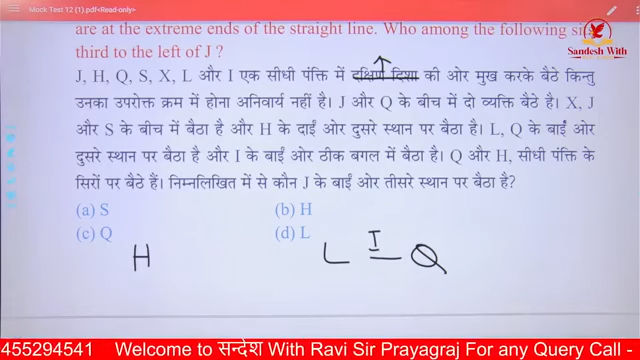 Mock Test 12 (1).pdf
(Read-only)
are at the extreme ends of the straight line. Who among the following si
third to the left of J ?
Sandesh With
J, H, Q, S, X, L और I एक सीधी पंक्ति में दक्षिण दिशा की ओर मुख करके बैठे किन्तु
उनका उपरोक्त क्रम में होना अनिवार्य नहीं है। J और Q के बीच में दो व्यक्ति बैठे है। X, J
और S के बीच में बैठा है और H के दाईं ओर दुसरे स्थान पर बैठा है। L, Q के बाईं ओर
दुसरे स्थान पर बैठा है और I के बाईं ओर ठीक बगल में बैठा है। Q और H, सीधी पंक्ति के
सिरों पर बैठे हैं। निम्नलिखित में से कौन J के बाईं ओर तीसरे स्थान पर बैठा है?
(a) S (b) H
(c) Q (d) L
H L I Q
455294541 Welcome to सन्देश With Ravi Sir Prayagraj For any Query Call -